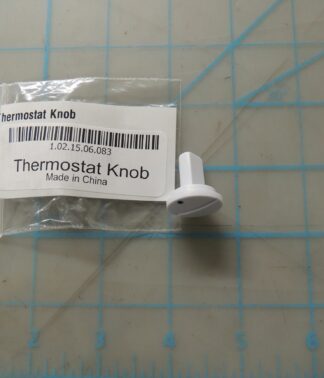 Thermostat Knob
1.02.15.06.083
Thermostat Knob
Made in China
2 3 4 5 6